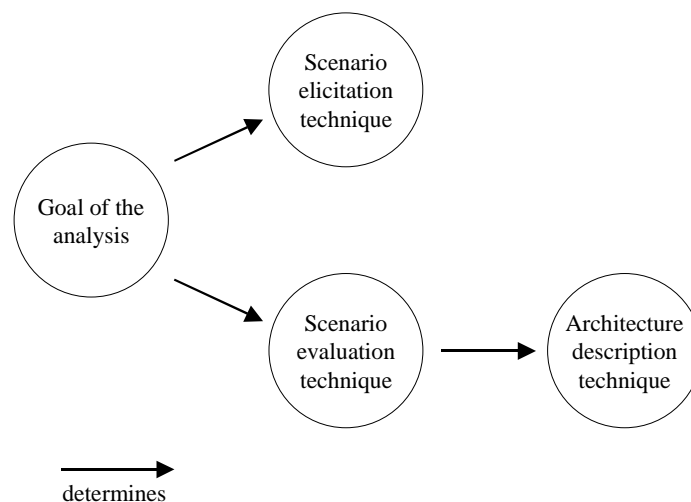 Scenario
elicitation
technique
Goal of the
analysis
Scenario
evaluation
technique
Architecture
description
technique
determines